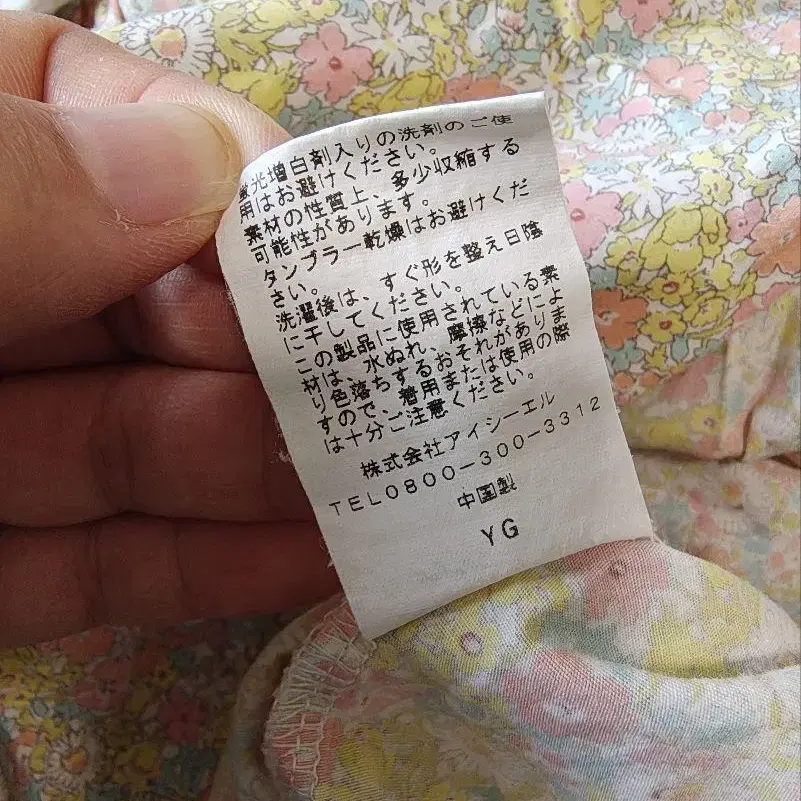 蛍光増白剤入りの洗剤のご使
用はお避けください。
素材の性質上、多少収縮する
可能性があります。
タンブラー乾燥はお避けくだ
さい。
洗濯後は、すぐ形を整え日陰
に干してください。
この製品に使用されている素
材は、水ぬれ、摩擦などによ
り色落ちするおそれがありま
すので、着用または使用の際
は十分ご注意ください。
株式会社アイシーエル
TEL0800-300-3312
中国製
YG